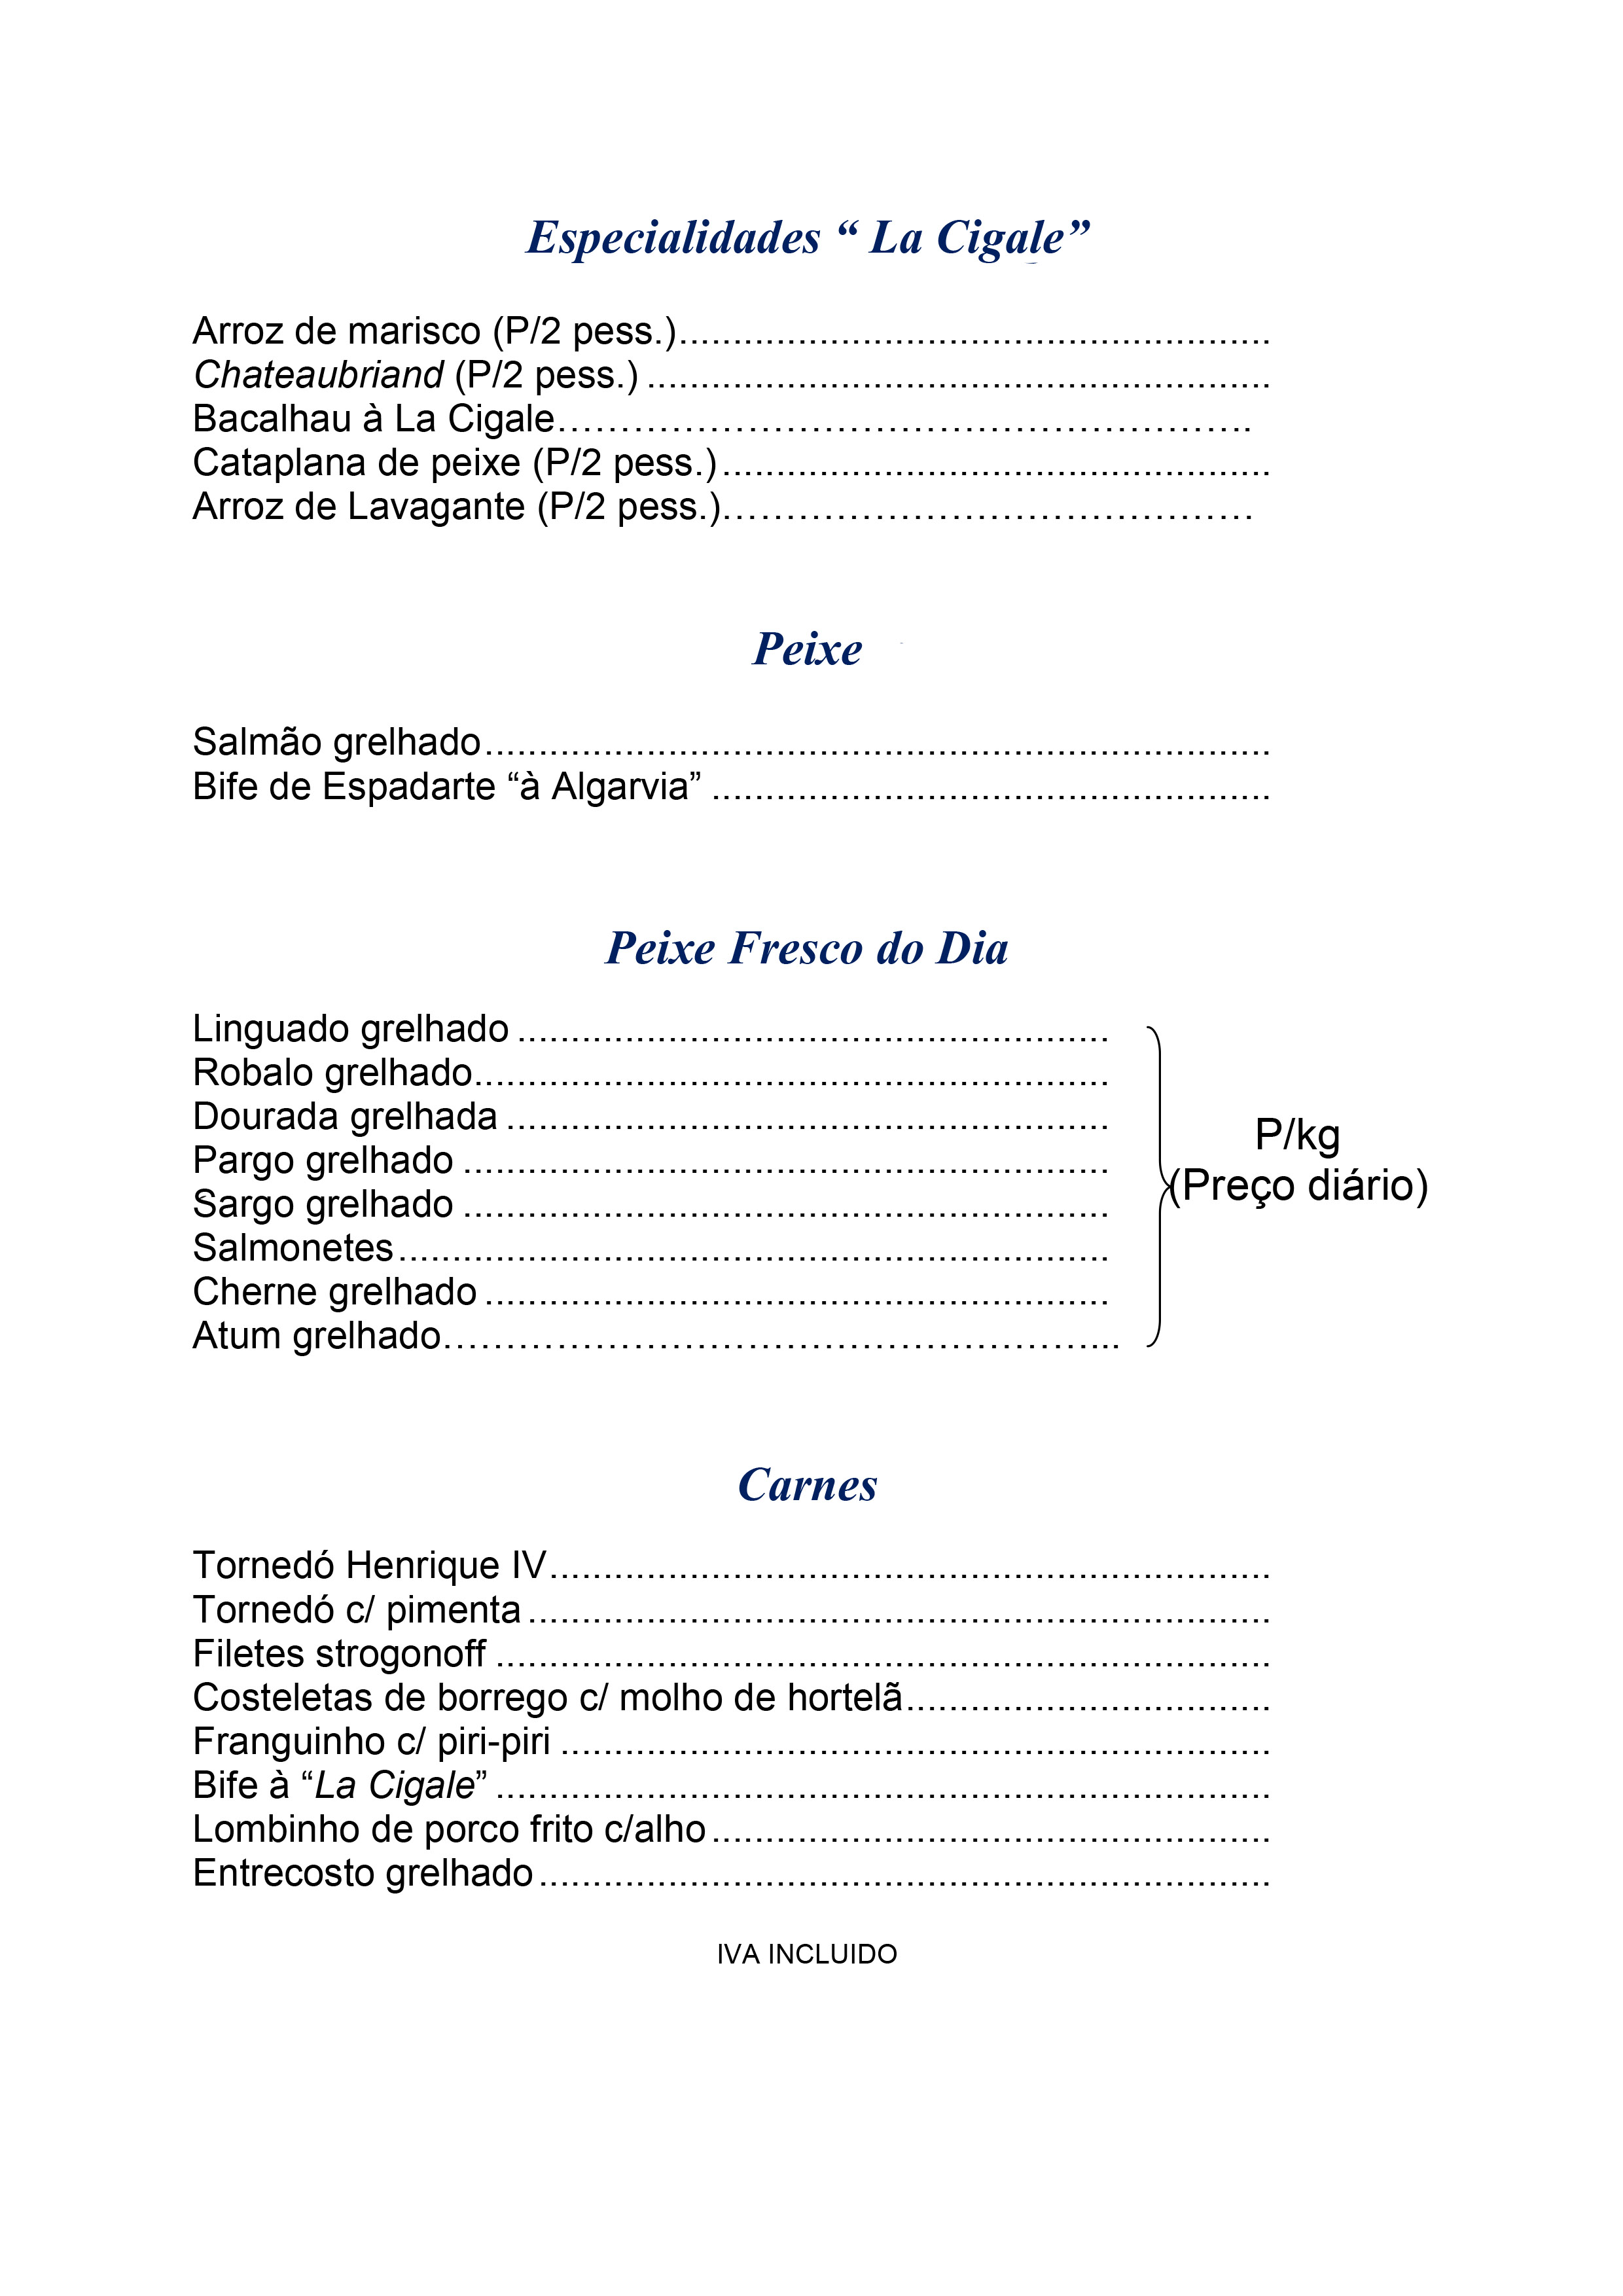 Especialidades “ La Cigale”
Arroz de marisco (P/2 pess.).......................................................
Chateaubriand (P/2 pess.) ..........................................................
Bacalhau à La Cigale……………………………………………………….
Cataplana de peixe (P/2 pess.)...................................................
Arroz de Lavagante (P/2 pess.)…………………………………………
Peixe
Salmão grelhado.........................................................................
Bife de Espadarte “à Algarvia” ....................................................
Peixe Fresco do Dia
Linguado grelhado .......................................................
Robalo grelhado...........................................................
Dourada grelhada ........................................................
Pargo grelhado ............................................................
P/kg
(Preço diário)
Sargo grelhado ............................................................
Salmonetes..................................................................
Cherne grelhado ..........................................................
Atum grelhado……………………………………………………...
Carnes
Tornedó Henrique IV...................................................................
Tornedó c/ pimenta.....................................................................
Filetes strogonoff ........................................................................
Costeletas de borrego c/ molho de hortelã..................................
Franguinho c/ piri-piri ..................................................................
Bife à “La Cigale” ........................................................................
Lombinho de porco frito c/alho....................................................
Entrecosto grelhado....................................................................
IVA INCLUIDO